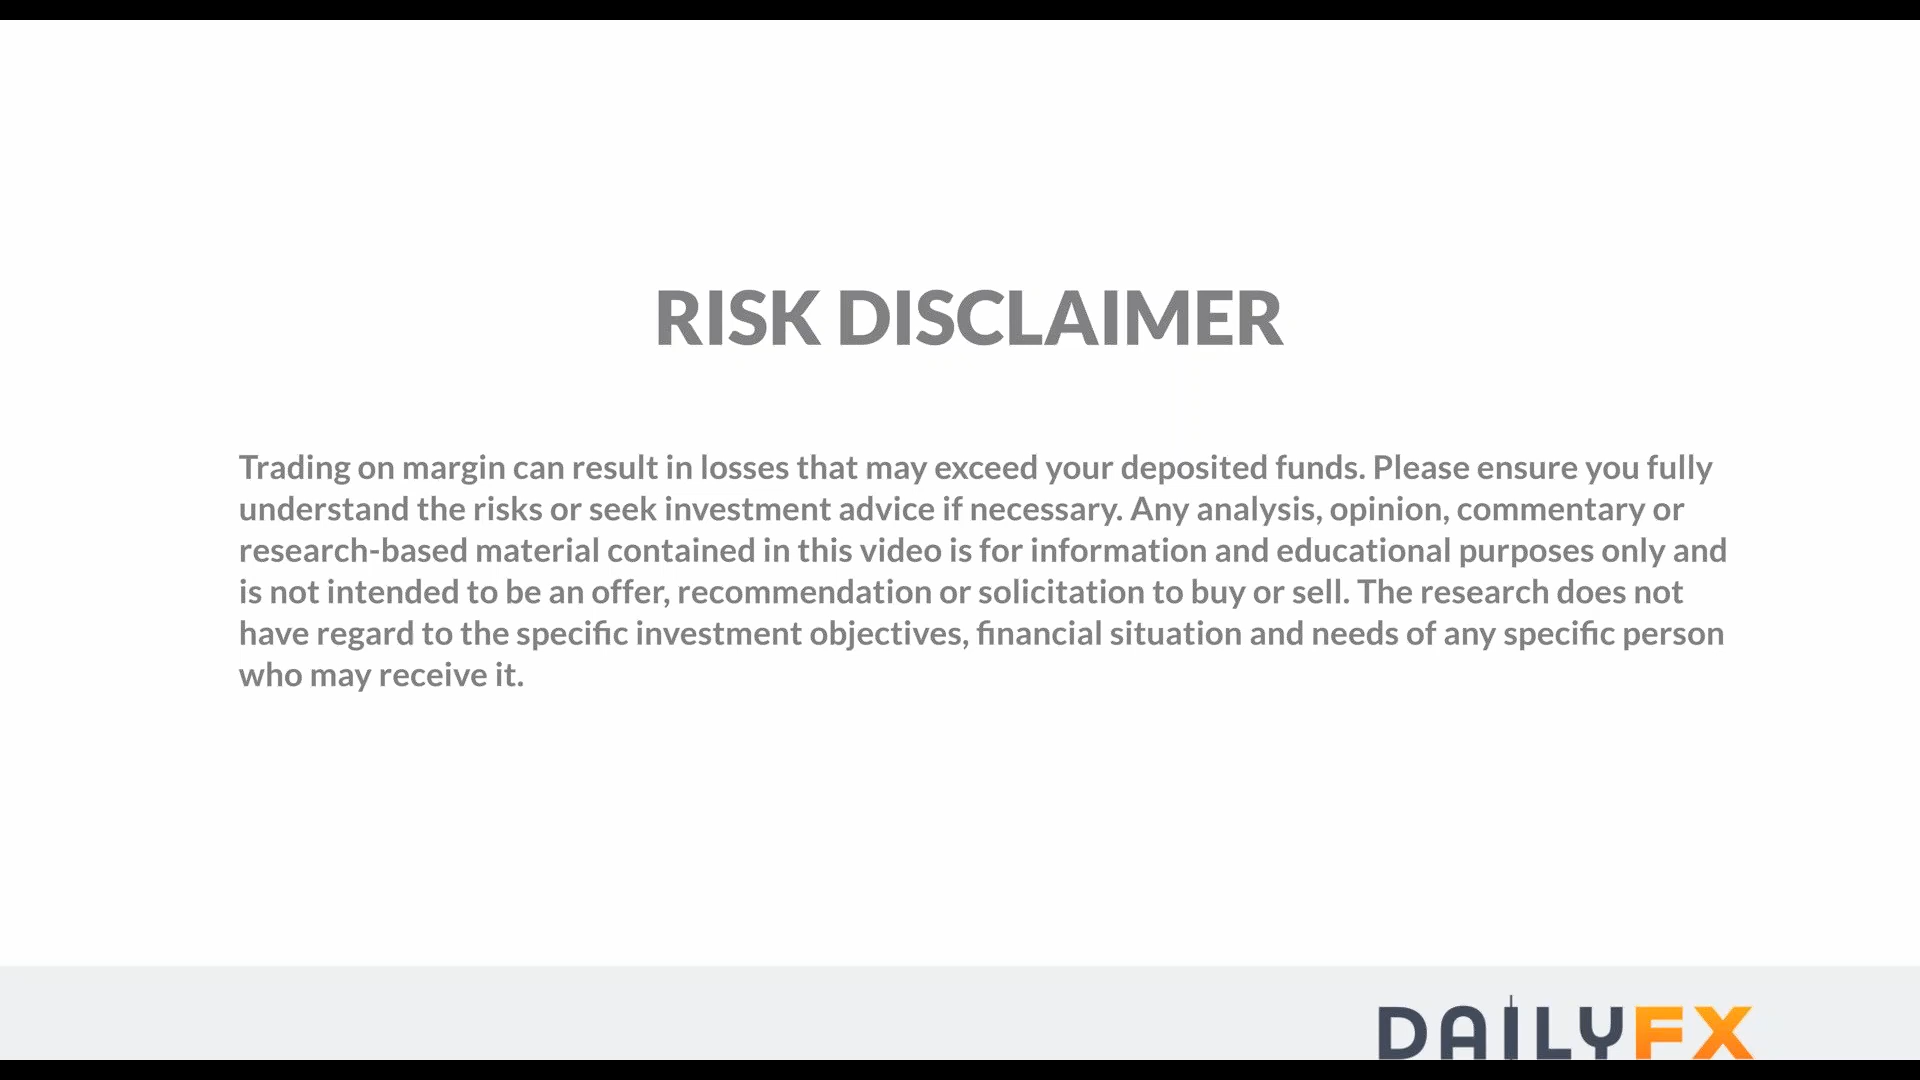 RISK DISCLAIMER
Trading on margin can result in losses that may exceed your deposited funds. Please ensure you fully
understand the risks or seek investment advice if necessary. Any analysis, opinion, commentary or
research-based material contained in this video is for information and educational purposes only and
is not intended to be an offer, recommendation or solicitation to buy or sell. The research does not
have regard to the specific investment objectives, financial situation and needs of any specific person
who may receive it.
DAILYFX